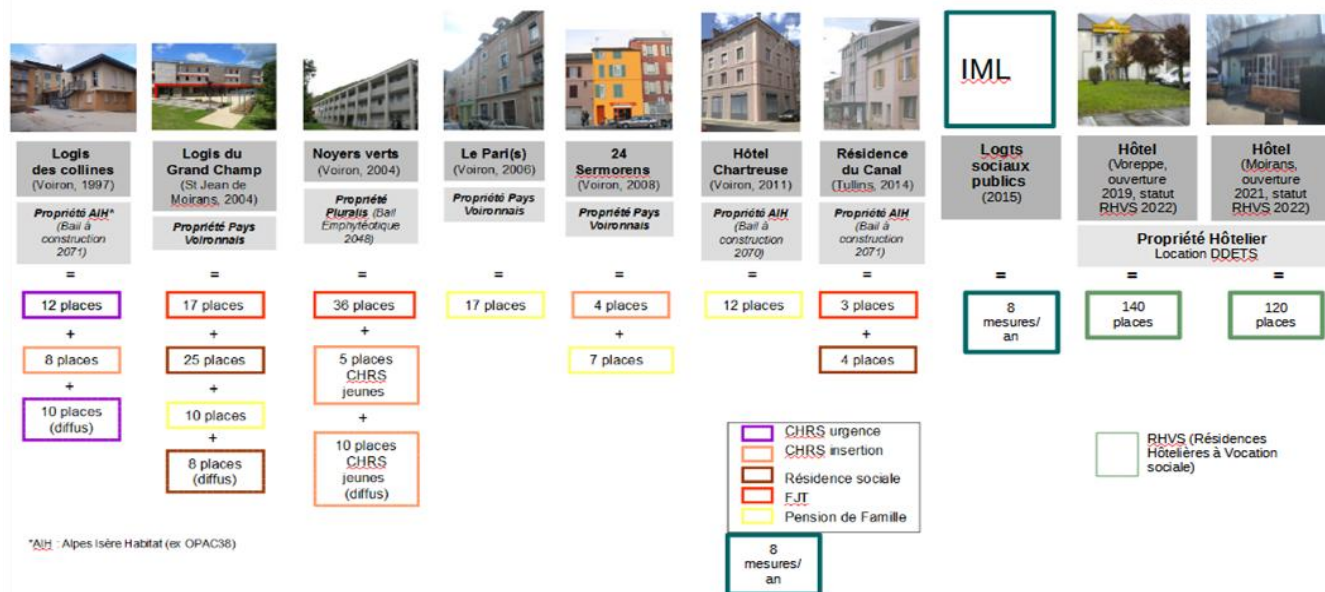 IML
Logis
des collines
(Voiron, 1997)
Propriété AIH*
(Bail à
construction
2071)
=
12 places
+
8 places
+
10 places
(diffus)
Logis du
Grand Champ
(St Jean de
Moirans, 2004)
Propriété Pays
Voironnais
=
17 places
+
25 places
+
10 places
+
8 places
(diffus)
Noyers verts
(Voiron, 2004)
Propriété
Pluralis (Bail
Emphytéotique
2048)
=
36 places
+
5 places
CHRS
jeunes
+
10 places
CHRS
jeunes
(diffus)
Le Pari(s)
(Voiron, 2006)
Propriété Pays
Voironnais
=
17 places
24
Sermorens
(Voiron, 2008)
Propriété Pays
Voironnais
=
4 places
+
7 places
Hôtel
Chartreuse
(Voiron, 2011)
Propriété AIH
(Bail à
construction
2070)
=
12 places
Résidence
du Canal
(Tullins, 2014)
Propriété AIH
(Bail à
construction
2071)
=
3 places
+
4 places
Logts
sociaux
publics
(2015)
=
8
mesures/
an
Hôtel
(Voreppe,
ouverture
2019, statut
RHVS 2022)
Hôtel
(Moirans,
ouverture
2021, statut
RHVS 2022)
Propriété Hôtelier
Location DDETS
=
140
places
=
120
places
CHRS urgence
CHRS insertion
Résidence sociale
FJT
Pension de Famille
8
mesures/
an
RHVS (Résidences
Hôtelières à Vocation
sociale)
*AIH : Alpes Isère Habitat (ex OPAC38)